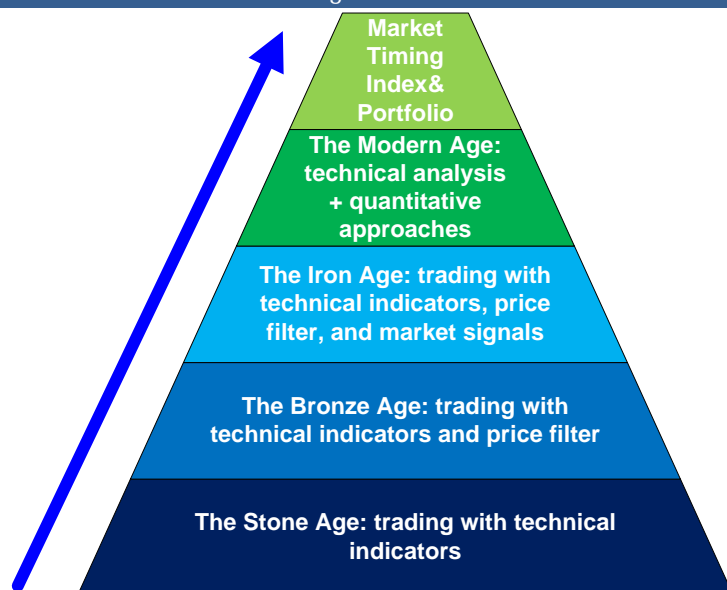 Market
Timing
Index&
Portfolio
The Modern Age:
technical analysis
+ quantitative
approaches
The Iron Age: trading with
technical indicators, price
filter, and market signals
The Bronze Age: trading with
technical indicators and price filter
The Stone Age: trading with technical
indicators